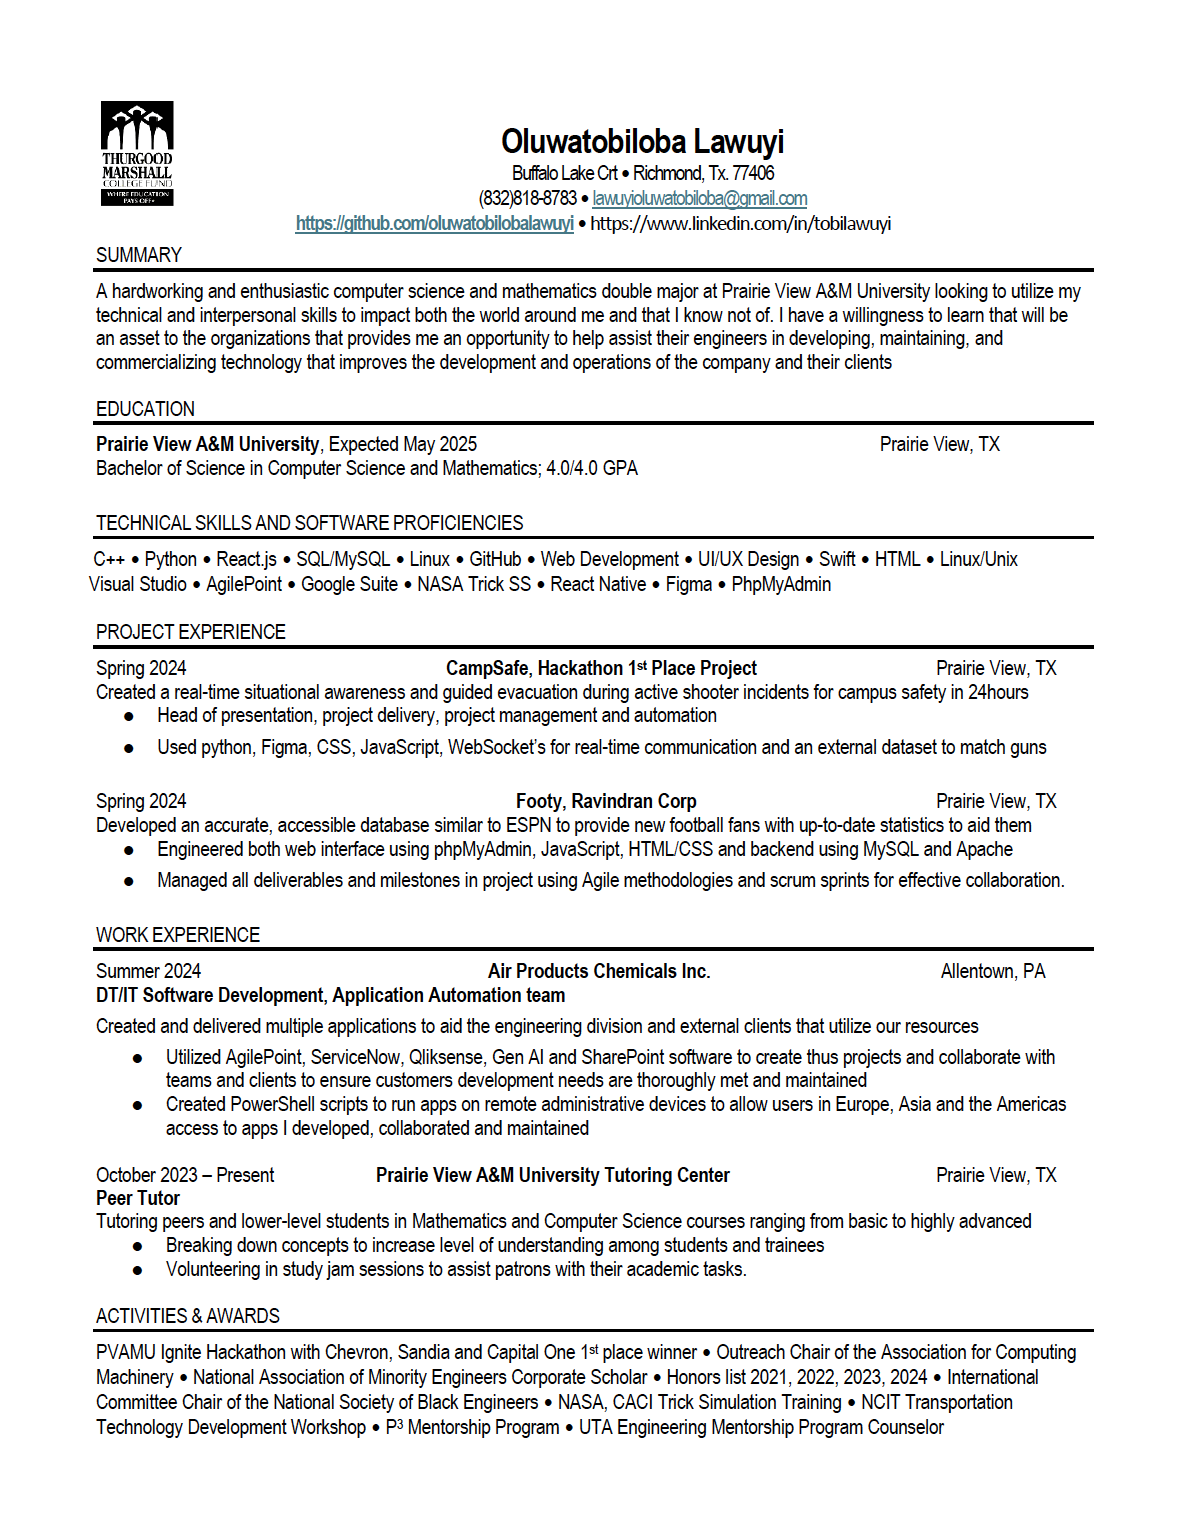 THURGOOD
MARSHALL
COLLEGE FUND
WHERE EDUCATION
PAYS OFF
Oluwatobiloba Lawuyi
Buffalo Lake Crt • Richmond, Tx. 77406
(832)818-8783 • lawuyioluwatobiloba@gmail.com
https://github.com/oluwatobilobalawuyi • https://www.linkedin.com/in/tobilawuyi
SUMMARY
A hardworking and enthusiastic computer science and mathematics double major at Prairie View A&M University looking to utilize my
technical and interpersonal skills to impact both the world around me and that I know not of. I have a willingness to learn that will be
an asset to the organizations that provides me an opportunity to help assist their engineers in developing, maintaining, and
commercializing technology that improves the development and operations of the company and their clients
EDUCATION
Prairie View A&M University, Expected May 2025 Prairie View, TX
Bachelor of Science in Computer Science and Mathematics; 4.0/4.0 GPA
TECHNICAL SKILLS AND SOFTWARE PROFICIENCIES
C++ • Python • React.js • SQL/MySQL • Linux • GitHub • Web Development • UI/UX Design • Swift • HTML • Linux/Unix
Visual Studio • AgilePoint • Google Suite • NASA Trick SS • React Native • Figma • PhpMyAdmin
PROJECT EXPERIENCE
Spring 2024 CampSafe, Hackathon 1st Place Project Prairie View, TX
Created a real-time situational awareness and guided evacuation during active shooter incidents for campus safety in 24hours
● Head of presentation, project delivery, project management and automation
● Used python, Figma, CSS, JavaScript, WebSocket’s for real-time communication and an external dataset to match guns
Spring 2024 Footy, Ravindran Corp Prairie View, TX
Developed an accurate, accessible database similar to ESPN to provide new football fans with up-to-date statistics to aid them
● Engineered both web interface using phpMyAdmin, JavaScript, HTML/CSS and backend using MySQL and Apache
● Managed all deliverables and milestones in project using Agile methodologies and scrum sprints for effective collaboration.
WORK EXPERIENCE
Summer 2024 Air Products Chemicals Inc. Allentown, PA
DT/IT Software Development, Application Automation team
Created and delivered multiple applications to aid the engineering division and external clients that utilize our resources
● Utilized AgilePoint, ServiceNow, Qliksense, Gen AI and SharePoint software to create thus projects and collaborate with
teams and clients to ensure customers development needs are thoroughly met and maintained
● Created PowerShell scripts to run apps on remote administrative devices to allow users in Europe, Asia and the Americas
access to apps I developed, collaborated and maintained
October 2023 – Present Prairie View A&M University Tutoring Center Prairie View, TX
Peer Tutor
Tutoring peers and lower-level students in Mathematics and Computer Science courses ranging from basic to highly advanced
● Breaking down concepts to increase level of understanding among students and trainees
● Volunteering in study jam sessions to assist patrons with their academic tasks.
ACTIVITIES & AWARDS
PVAMU Ignite Hackathon with Chevron, Sandia and Capital One 1st place winner • Outreach Chair of the Association for Computing
Machinery • National Association of Minority Engineers Corporate Scholar • Honors list 2021, 2022, 2023, 2024 • International
Committee Chair of the National Society of Black Engineers • NASA, CACI Trick Simulation Training • NCIT Transportation
Technology Development Workshop • P3 Mentorship Program • UTA Engineering Mentorship Program Counselor